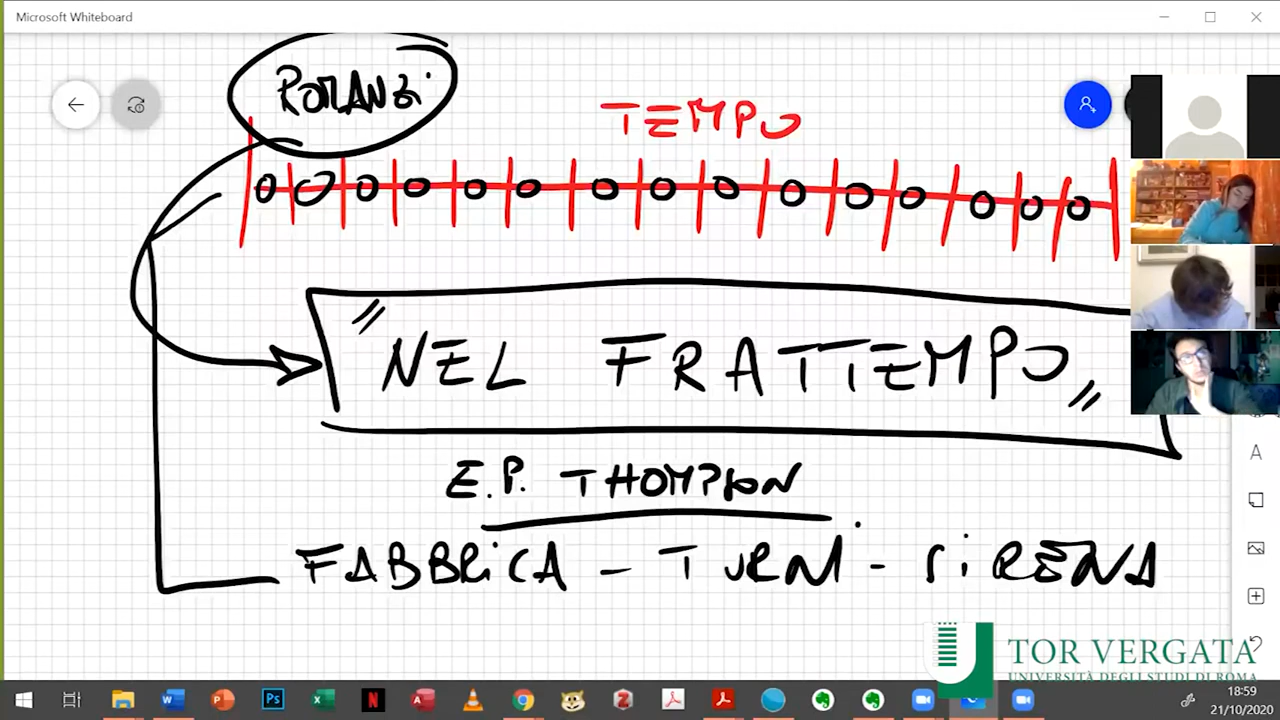 Microsoft Whiteboard
ROMANZI
TEMPO
"NEL FRATTEMPO"
E.P. THOMPSON
FABBRICA - TURNI - SIRENA
TOR VERGATA
UNIVERSITÀ DEGLI STUDI DI ROMA
18:59
21/10/2020